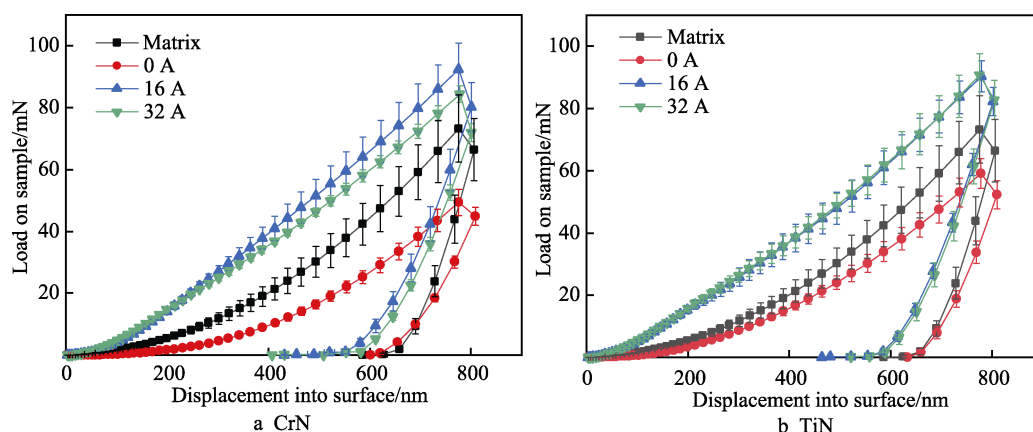 100
80
60
40
20
Load on sample/mN
Matrix
0 A
16 A
32 A
0 200 400 600 800
Displacement into surface/nm
a CrN
100
80
60
40
20
Load on sample/mN
Matrix
0 A
16 A
32 A
0 200 400 600 800
Displacement into surface/nm
b TiN